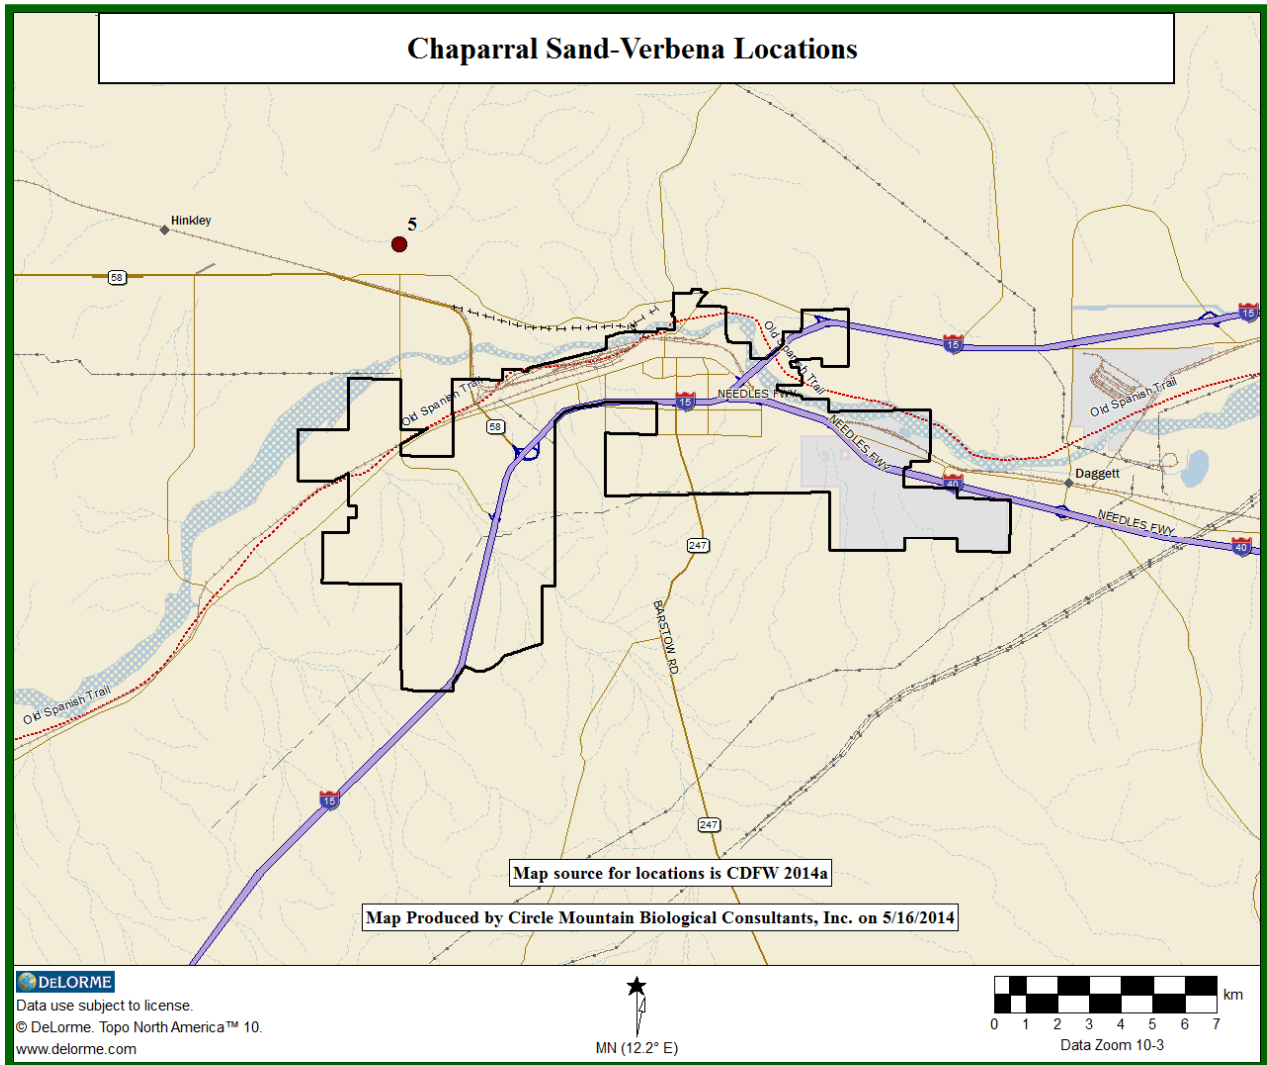 Chaparral Sand-Verbena Locations
Hinkley
5
58
15
15
Old Spanish Trail
Old Spanish Trail
Old Spanish Trail
NEEDLES FWY
15
58
NEEDLES FWY
Daggett
40
NEEDLES FWY
40
247
BARSTOW RD
Old Spanish Trail
15
247
Map source for locations is CDFW 2014a
Map Produced by Circle Mountain Biological Consultants, Inc. on 5/16/2014
DELORME
Data use subject to license.
© DeLorme. Topo North America™ 10.
www.delorme.com
MN (12.2° E)
km
0 1 2 3 4 5 6 7
Data Zoom 10-3